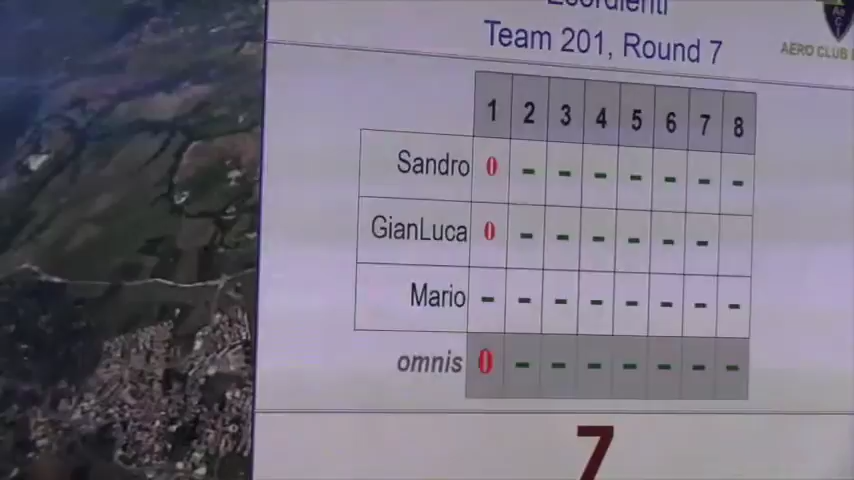 Esordienti
Team 201, Round 7
AERO CLUB
1 2 3 4 5 6 7 8
Sandro 0 - - - - - - -
GianLuca 0 - - - - - -
Mario - - - - - - - -
omnis 0 - - - - - - -
7